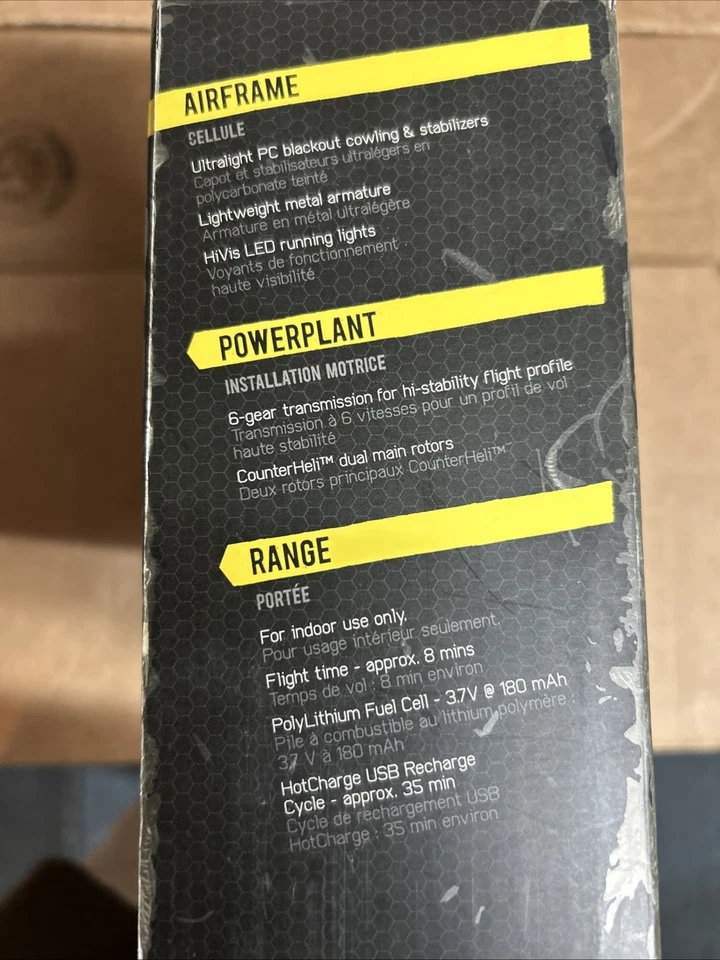 AIRFRAME
CELLULE
Ultralight PC blackout cowling & stabilizers
Capot et stabilisateurs ultralégers en
polycarbonate teinté
Lightweight metal armature
Armature en métal ultralégère
HiVis LED running lights
Voyants de fonctionnement
haute visibilité
POWERPLANT
INSTALLATION MOTRICE
6-gear transmission for hi-stability flight profile
Transmission à 6 vitesses pour un profil de vol
haute stabilité
CounterHeli™ dual main rotors
Deux rotors principaux CounterHeli™
RANGE
PORTÉE
For indoor use only.
Pour usage intérieur seulement.
Flight time - approx. 8 mins
Temps de vol : 8 min environ
PolyLithium Fuel Cell - 3.7V @ 180 mAh
Pile à combustible au lithium polymère :
3,7 V à 180 mAh
HotCharge USB Recharge
Cycle - approx. 35 min
Cycle de rechargement USB
HotCharge : 35 min environ